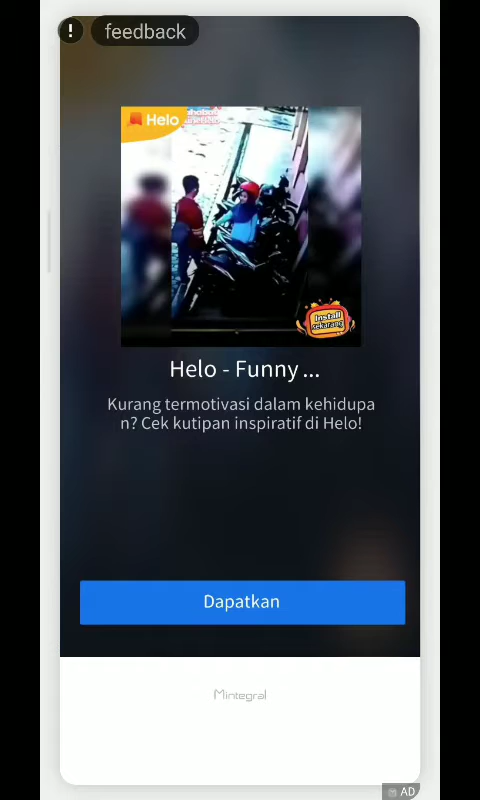 feedback
Helo
Install
sekarang
Helo - Funny ...
Kurang termotivasi dalam kehidupa
n? Cek kutipan inspiratif di Helo!
Dapatkan
Mintegral
AD